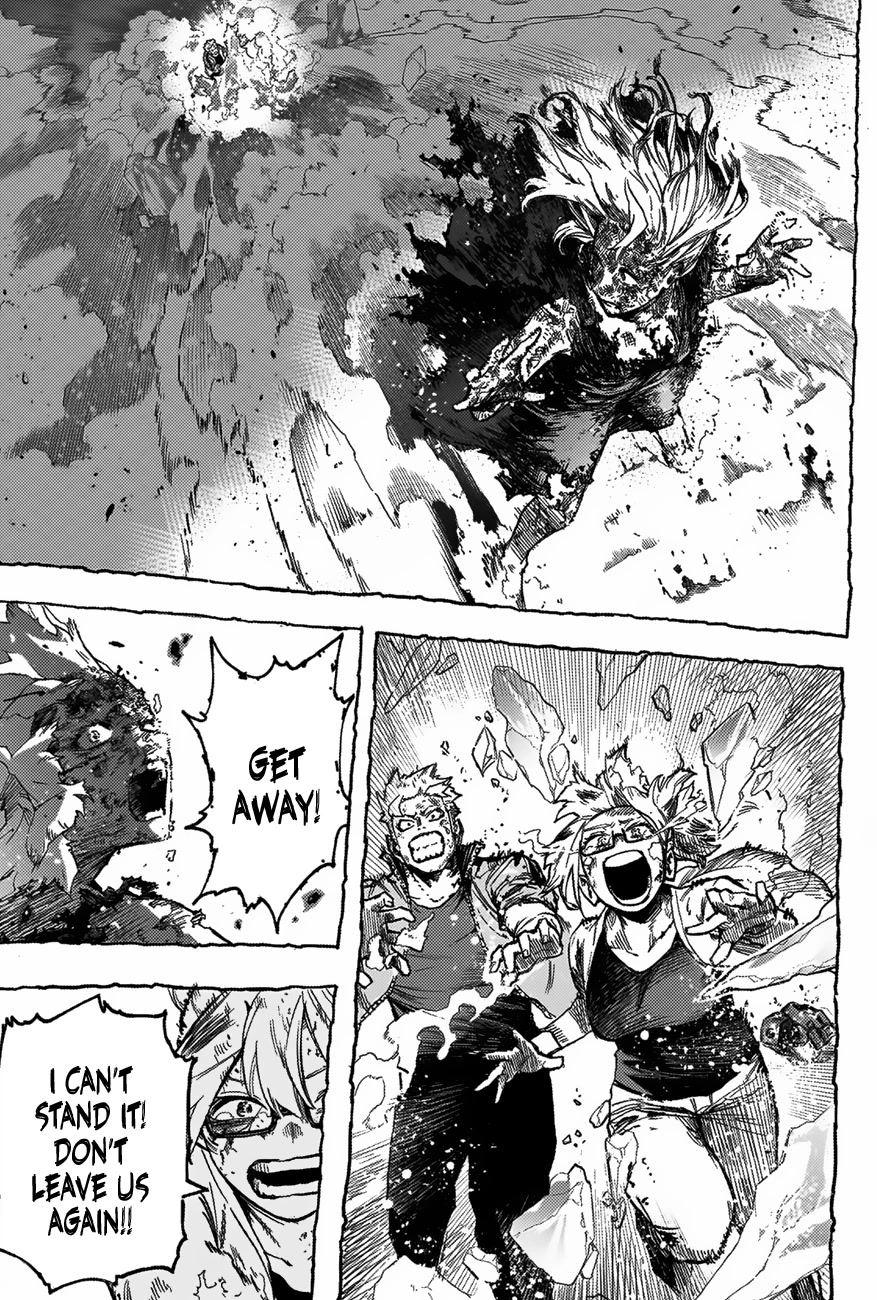 GET
AWAY!
I CAN'T
STAND IT!
DON'T
LEAVE US
AGAIN!!